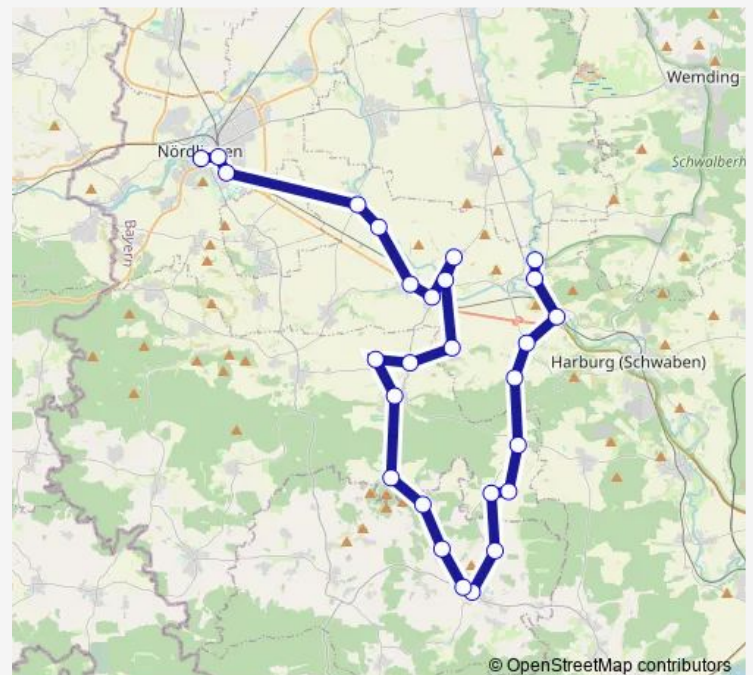 Wemding
Nördlingen
Schwalberh
Bayern
Harburg (Schwaben)
© OpenStreetMap contributors